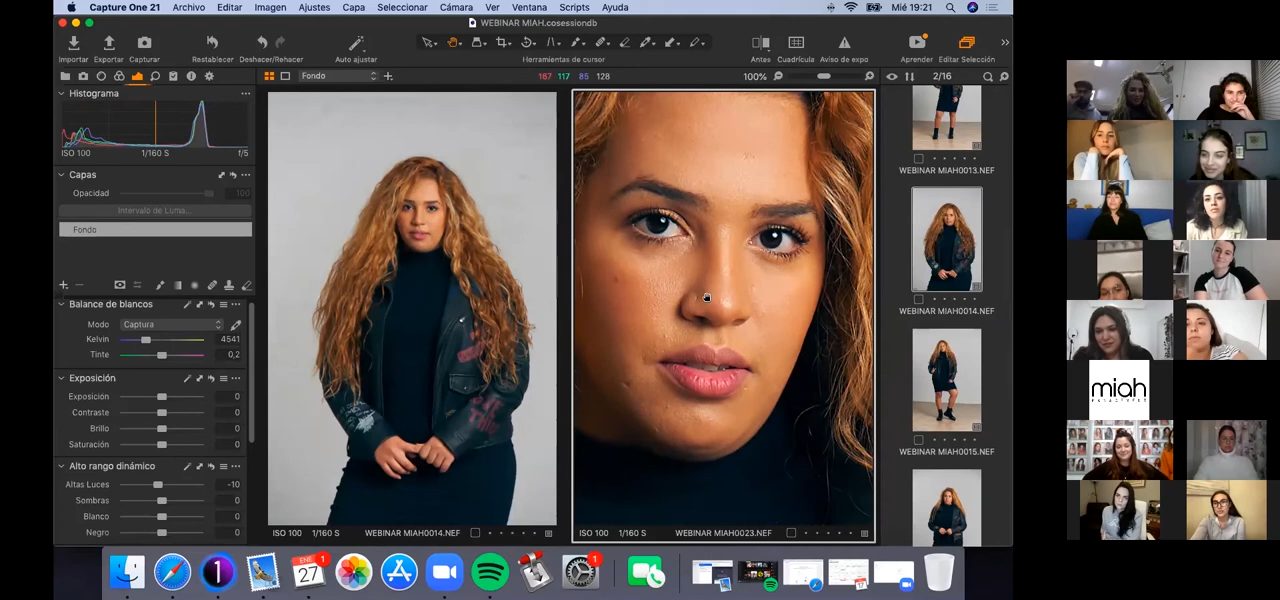 Capture One 21 Archivo Editar Imagen Ajustes Capa Seleccionar Cámara Ver Ventana Scripts Ayuda Mié 19:21
WEBINAR MIAH.cosessiondb
Importar Exportar Capturar Restablecer Deshacer/Rehacer Auto ajustar Herramientas de cursor Antes Cuadrícula Aviso de expo Aprender Editar Selección
Fondo 167 117 85 128 100% 2/16
Histograma
ISO 100 1/160 S f/5
Capas
Opacidad 100
Intervalo de Luma...
Fondo
Balance de blancos
Modo Captura
Kelvin 4541
Tinte 0,2
Exposición
Exposición 0
Contraste 0
Brillo 0
Saturación 0
Alto rango dinámico
Altas Luces -10
Sombras 0
Blanco 0
Negro 0
ISO 100 1/160 S WEBINAR MIAH0014.NEF
ISO 100 1/160 S WEBINAR MIAH0023.NEF
WEBINAR MIAH0013.NEF
WEBINAR MIAH0014.NEF
WEBINAR MIAH0015.NEF
miah
1
ENE
27
1
1
17